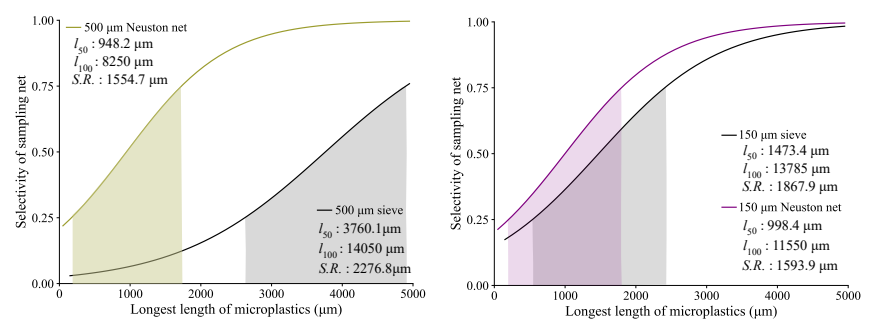 1.00
0.75
0.50
0.25
0.00
Selectivity of sampling net
500 μm Neuston net
l50 : 948.2 μm
l100 : 8250 μm
S.R. : 1554.7 μm
500 μm sieve
l50 : 3760.1μm
l100 : 14050 μm
S.R. : 2276.8μm
0 1000 2000 3000 4000 5000
Longest length of microplastics (μm)
1.00
0.75
0.50
0.25
0.00
Selectivity of sampling net
150 μm sieve
l50 : 1473.4 μm
l100 : 13785 μm
S.R. : 1867.9 μm
150 μm Neuston net
l50 : 998.4 μm
l100 : 11550 μm
S.R. : 1593.9 μm
0 1000 2000 3000 4000 5000
Longest length of microplastics (μm)